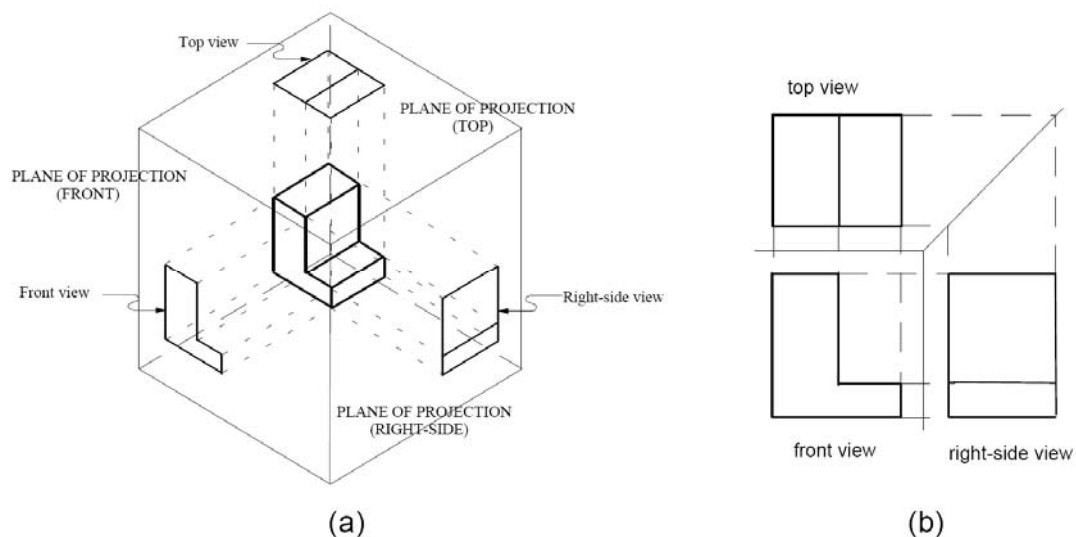 Top view
PLANE OF PROJECTION
(TOP)
PLANE OF PROJECTION
(FRONT)
Front view
Right-side view
PLANE OF PROJECTION
(RIGHT-SIDE)
(a)
top view
front view
right-side view
(b)